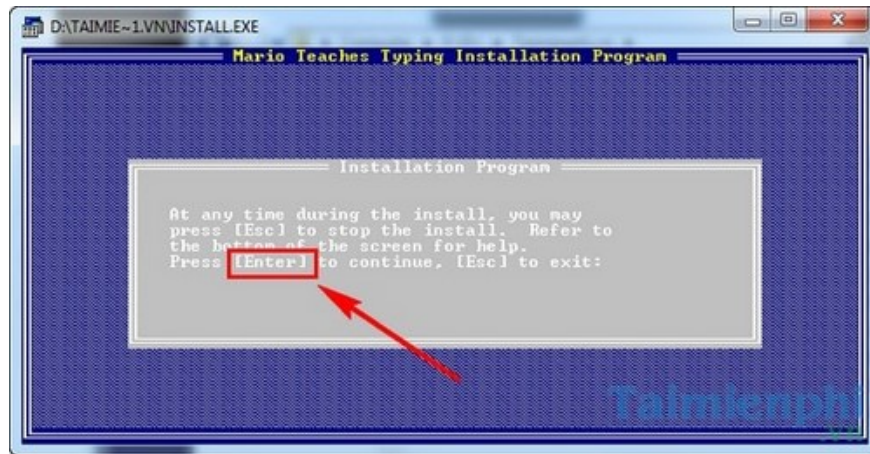 D:\TAIMIE~1.VN\INSTALL.EXE
Mario Teaches Typing Installation Program
Installation Program
At any time during the install, you may
press [Esc] to stop the install.  Refer to
the bottom of the screen for help.
Press [Enter] to continue, [Esc] to exit:
Taimienphi
.vn